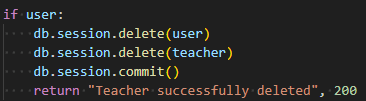 if user:
    db.session.delete(user)
    db.session.delete(teacher)
    db.session.commit()
    return "Teacher successfully deleted", 200